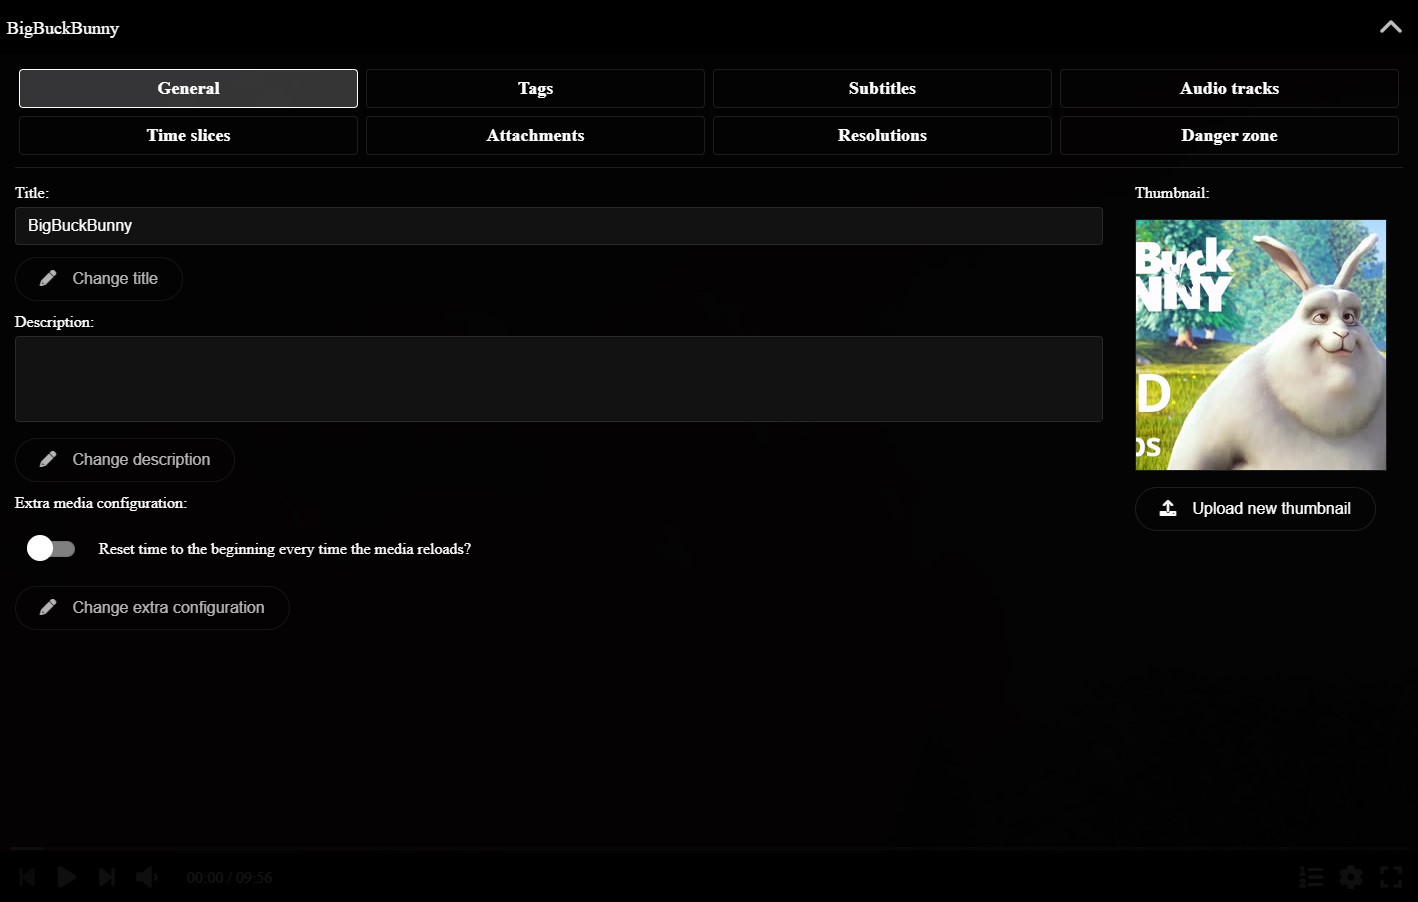 BigBuckBunny
General
Tags
Subtitles
Audio tracks
Time slices
Attachments
Resolutions
Danger zone
Title:
BigBuckBunny
Change title
Description:
Change description
Extra media configuration:
Reset time to the beginning every time the media reloads?
Change extra configuration
Thumbnail:
Buck
NNY
D
Upload new thumbnail
00:00 / 09:56